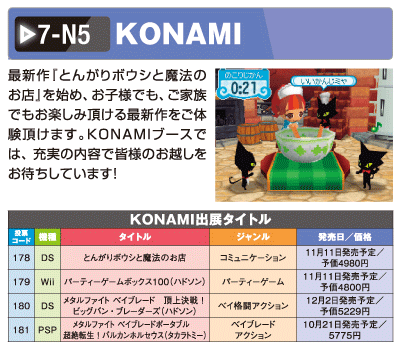 7-N5 KONAMI
最新作『とんがりボウシと魔法の
お店』を始め、お子様でも、ご家族
でもお楽しみ頂ける最新作をご体
験頂けます。KONAMIブースで
は、充実の内容で皆様のお越しを
お待ちしています!
のこりじかん
0:21
いいかんじミャ
KONAMI出展タイトル
投票コード 機種 タイトル ジャンル 発売日／価格
178 DS とんがりボウシと魔法のお店 コミュニケーション 11月11日発売予定／予価4980円
179 Wii パーティーゲームボックス100(ハドソン) パーティーゲーム 11月11日発売予定／予価4800円
180 DS メタルファイト ベイブレード 頂上決戦！ビッグバン・ブレーダーズ(ハドソン) ベイ格闘アクション 12月2日発売予定／予価5229円
181 PSP メタルファイト ベイブレードポータブル 超絶転生！バルカンホルセウス(タカラトミー) ベイブレードアクション 10月21日発売予定／5775円